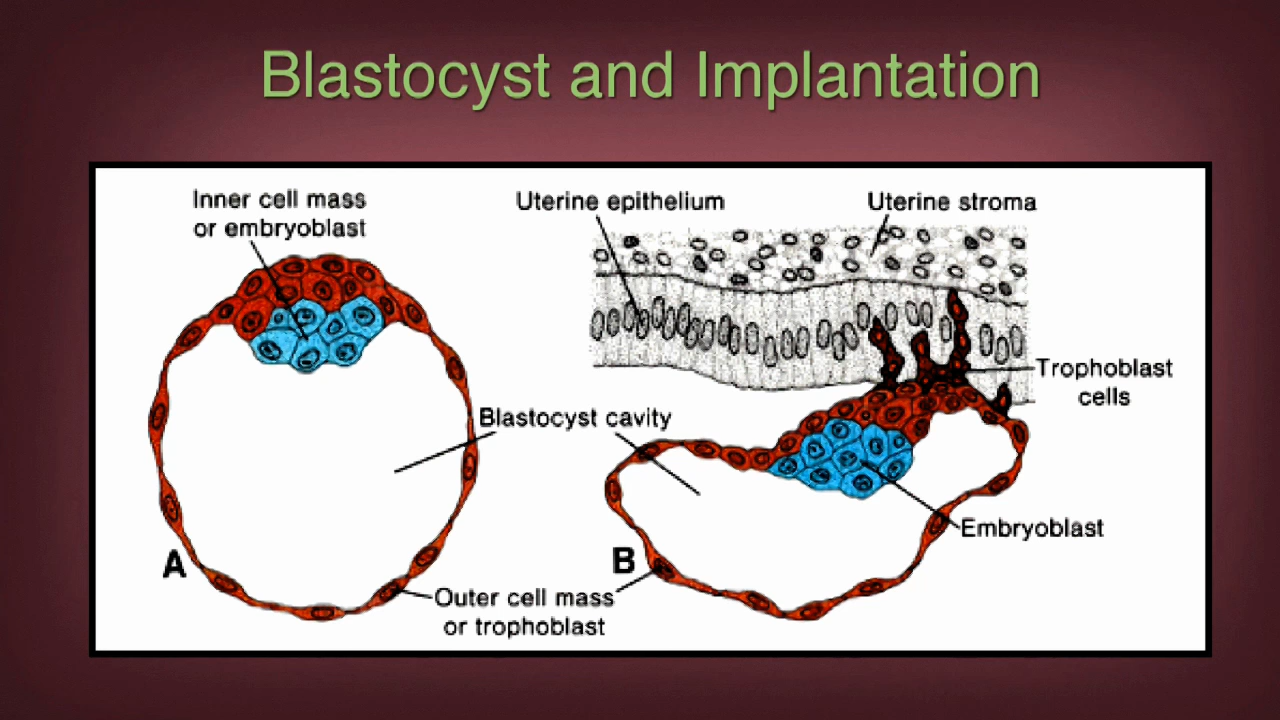 Blastocyst and Implantation
Inner cell mass
or embryoblast
Uterine epithelium
Uterine stroma
Trophoblast
cells
Blastocyst cavity
Embryoblast
A
B
Outer cell mass
or trophoblast